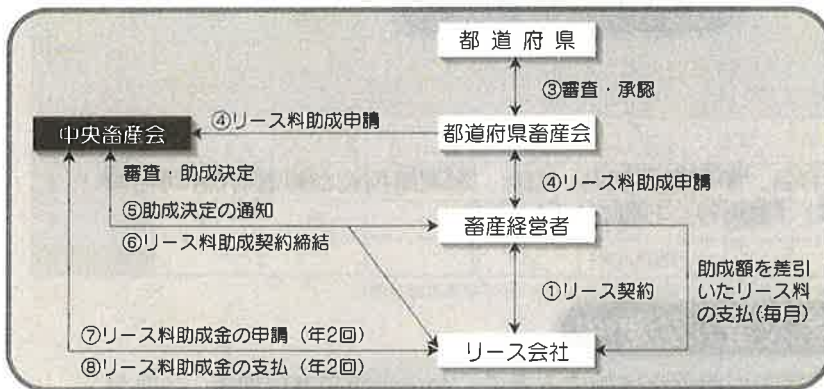 都道府県
③審査・承認
④リース料助成申請
中央畜産会
都道府県畜産会
審査・助成決定
④リース料助成申請
⑤助成決定の通知
⑥リース料助成契約締結
畜産経営者
助成額を差引
いたリース料
の支払(毎月)
①リース契約
⑦リース料助成金の申請（年2回）
リース会社
⑧リース料助成金の支払（年2回）